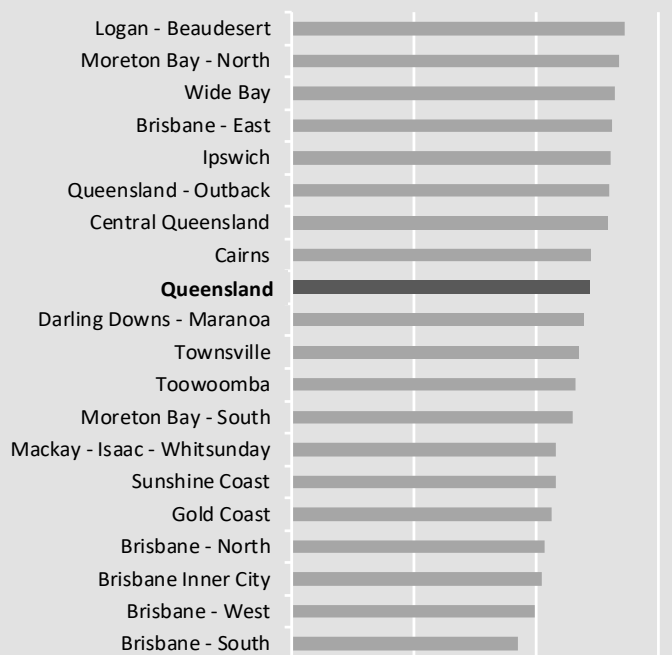 Logan - Beaudesert
Moreton Bay - North
Wide Bay
Brisbane - East
Ipswich
Queensland - Outback
Central Queensland
Cairns
Queensland
Darling Downs - Maranoa
Townsville
Toowoomba
Moreton Bay - South
Mackay - Isaac - Whitsunday
Sunshine Coast
Gold Coast
Brisbane - North
Brisbane Inner City
Brisbane - West
Brisbane - South